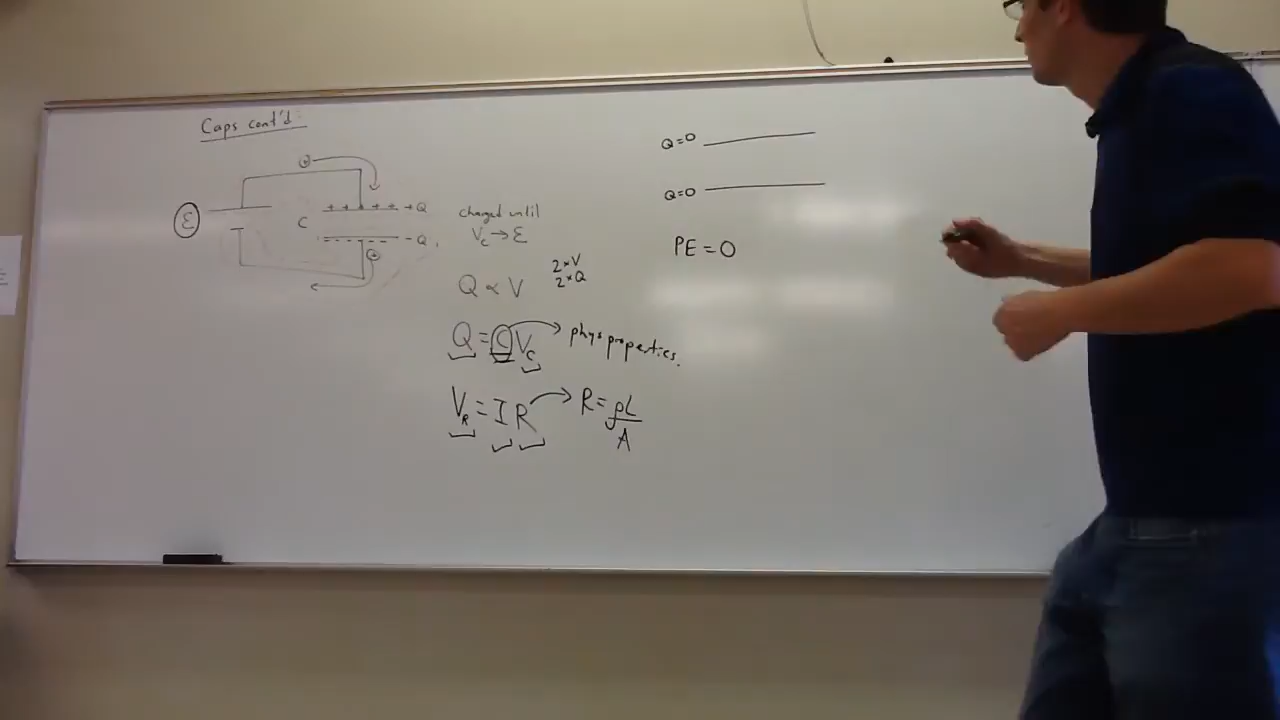 Caps cont'd:
+
ε
C
+ + + + + +Q
- - - - - - -Q
+
charged until
V_C → ε
Q ∝ V
2×V
2×Q
Q = C V_C → phys properties.
V_R = I R → R = ρL/A
Q=0
Q=0
PE = 0